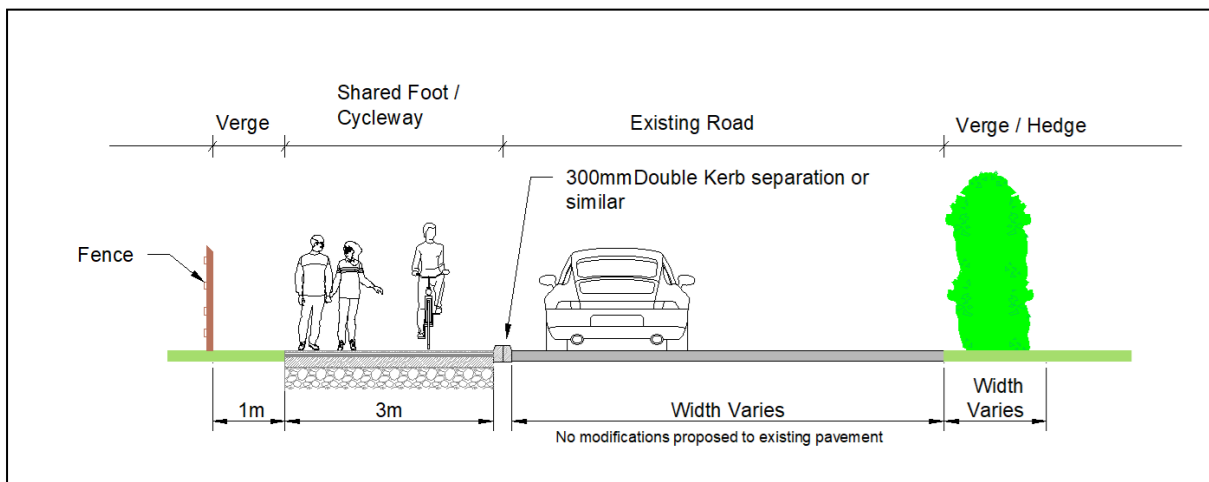 Verge
Shared Foot /
Cycleway
Existing Road
Verge / Hedge
300mmDouble Kerb separation or
similar
Fence
1m
3m
Width Varies
Width
Varies
No modifications proposed to existing pavement